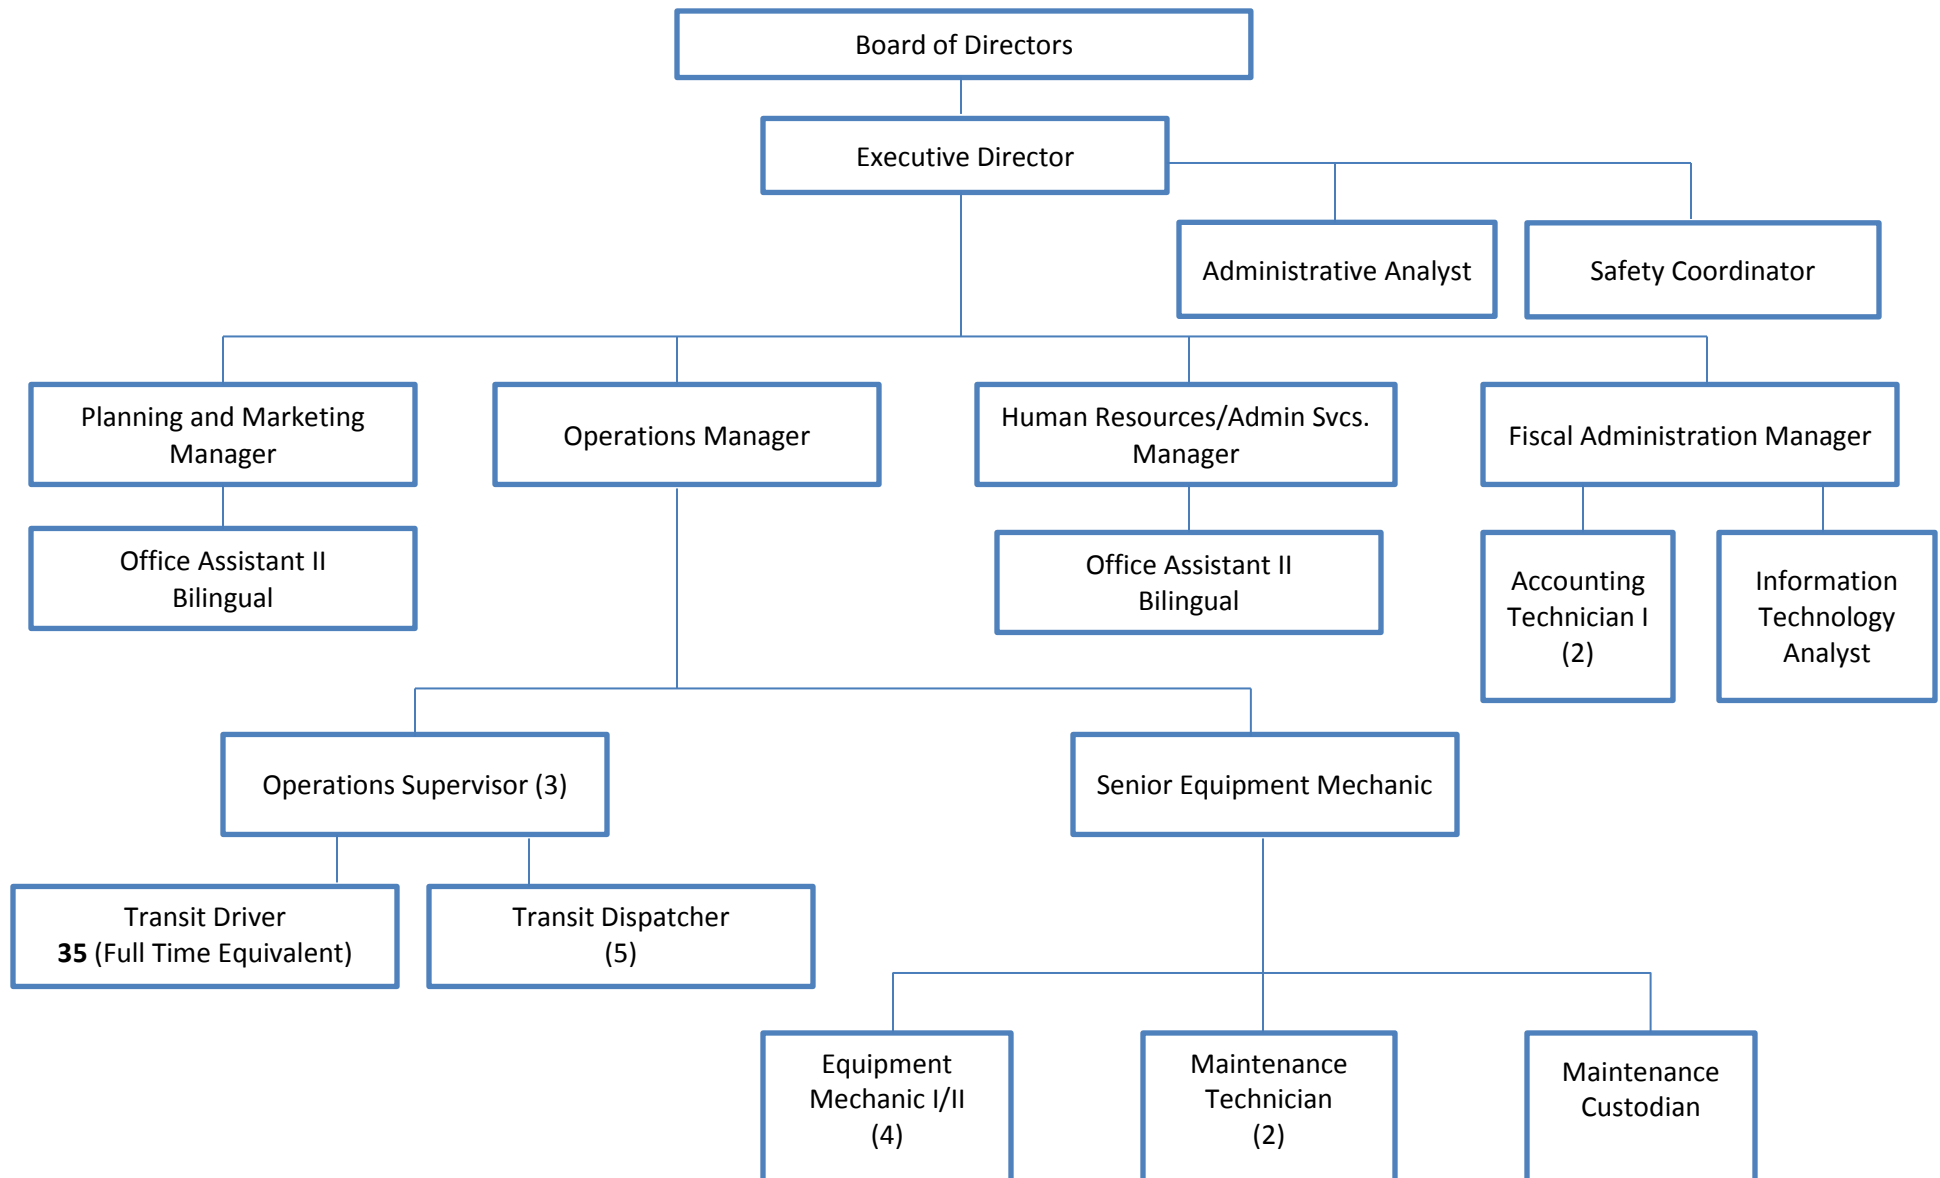 Board of Directors
Executive Director
Administrative Analyst
Safety Coordinator
Planning and Marketing
Manager
Operations Manager
Human Resources/Admin Svcs.
Manager
Fiscal Administration Manager
Office Assistant II
Bilingual
Office Assistant II
Bilingual
Accounting
Technician I
(2)
Information
Technology
Analyst
Operations Supervisor (3)
Senior Equipment Mechanic
Transit Driver
35 (Full Time Equivalent)
Transit Dispatcher
(5)
Equipment
Mechanic I/II
(4)
Maintenance
Technician
(2)
Maintenance
Custodian